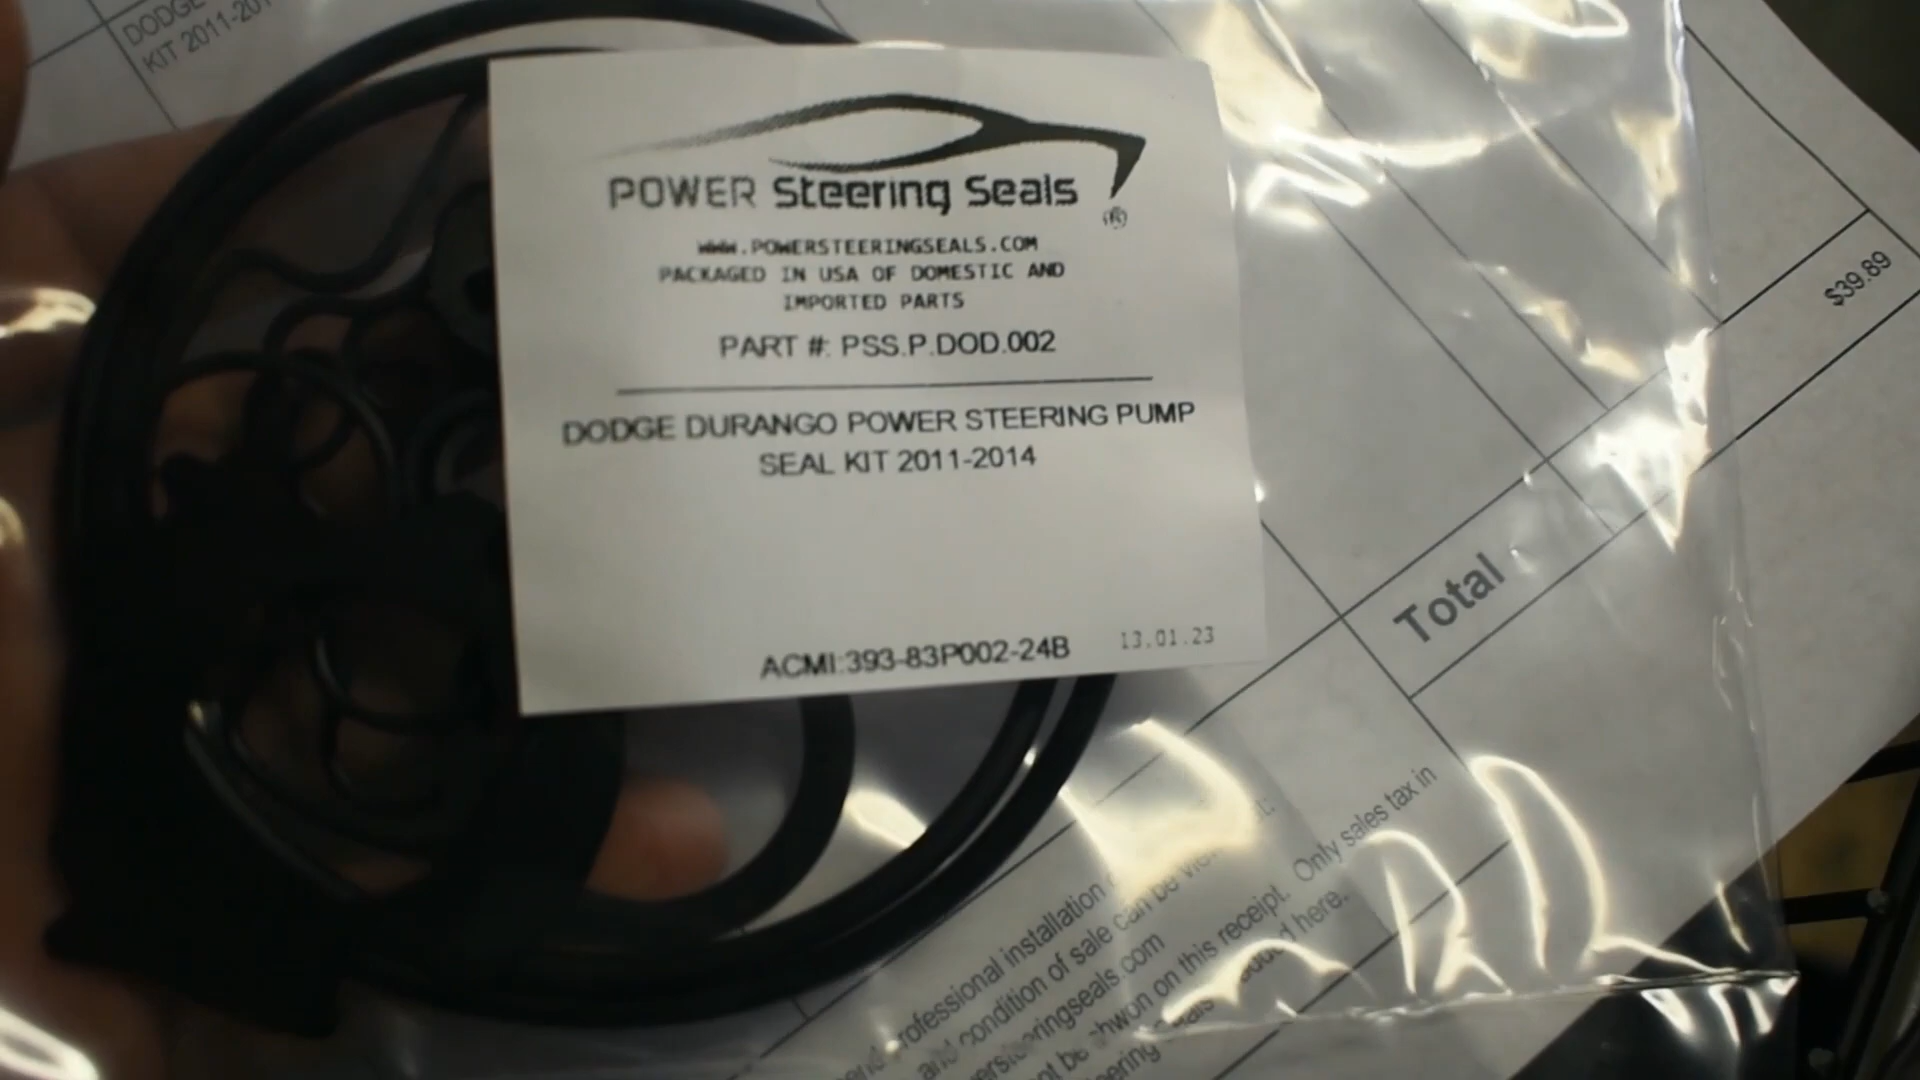 DODGE
KIT 2011-201
POWER Steering Seals
®
WWW.POWERSTEERINGSEALS.COM
PACKAGED IN USA OF DOMESTIC AND
IMPORTED PARTS
PART #: PSS.P.DOD.002
DODGE DURANGO POWER STEERING PUMP
SEAL KIT 2011-2014
ACMI:393-83P002-24B
13.01.23
$39.89
Total
professional installation
and condition of sale can be
ersteeringseals.com
be shwon on this receipt. Only sales tax in
eering here.